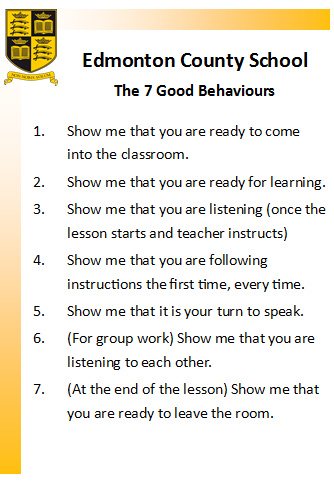 Edmonton County School
The 7 Good Behaviours
1. Show me that you are ready to come
into the classroom.
2. Show me that you are ready for learning.
3. Show me that you are listening (once the
lesson starts and teacher instructs)
4. Show me that you are following
instructions the first time, every time.
5. Show me that it is your turn to speak.
6. (For group work) Show me that you are
listening to each other.
7. (At the end of the lesson) Show me that
you are ready to leave the room.